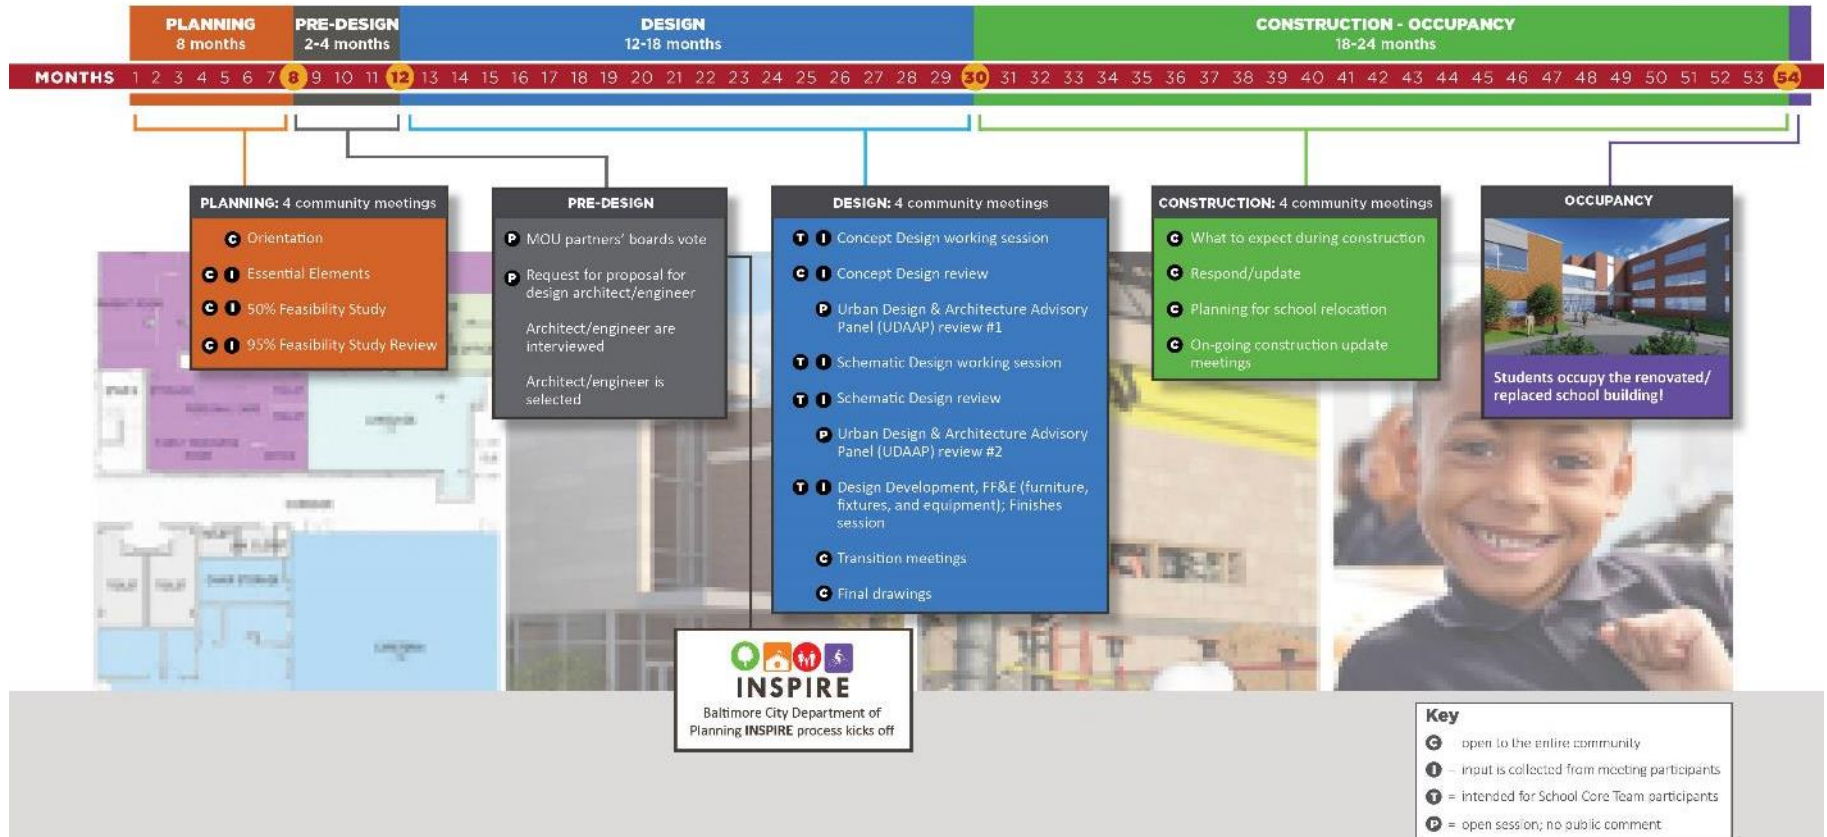 PLANNING
8 months
PRE-DESIGN
2-4 months
DESIGN
12-18 months
CONSTRUCTION - OCCUPANCY
18-24 months
MONTHS 1 2 3 4 5 6 7 8 9 10 11 12 13 14 15 16 17 18 19 20 21 22 23 24 25 26 27 28 29 30 31 32 33 34 35 36 37 38 39 40 41 42 43 44 45 46 47 48 49 50 51 52 53 54
PLANNING: 4 community meetings
C Orientation
C I Essential Elements
C I 50% Feasibility Study
C I 95% Feasibility Study Review
PRE-DESIGN
P MOU partners' boards vote
P Request for proposal for
design architect/engineer
Architect/engineer are
interviewed
Architect/engineer is
selected
DESIGN: 4 community meetings
T I Concept Design working session
C I Concept Design review
P Urban Design & Architecture Advisory
Panel (UDAAP) review #1
T I Schematic Design working session
T I Schematic Design review
P Urban Design & Architecture Advisory
Panel (UDAAP) review #2
T I Design Development, FF&E (furniture,
fixtures, and equipment); Finishes
session
C Transition meetings
C Final drawings
CONSTRUCTION: 4 community meetings
C What to expect during construction
C Respond/update
C Planning for school relocation
C On-going construction update
meetings
OCCUPANCY
Students occupy the renovated/
replaced school building!
INSPIRE
Baltimore City Department of
Planning INSPIRE process kicks off
Key
C open to the entire community
I – input is collected from meeting participants
T = intended for School Core Team participants
P = open session; no public comment